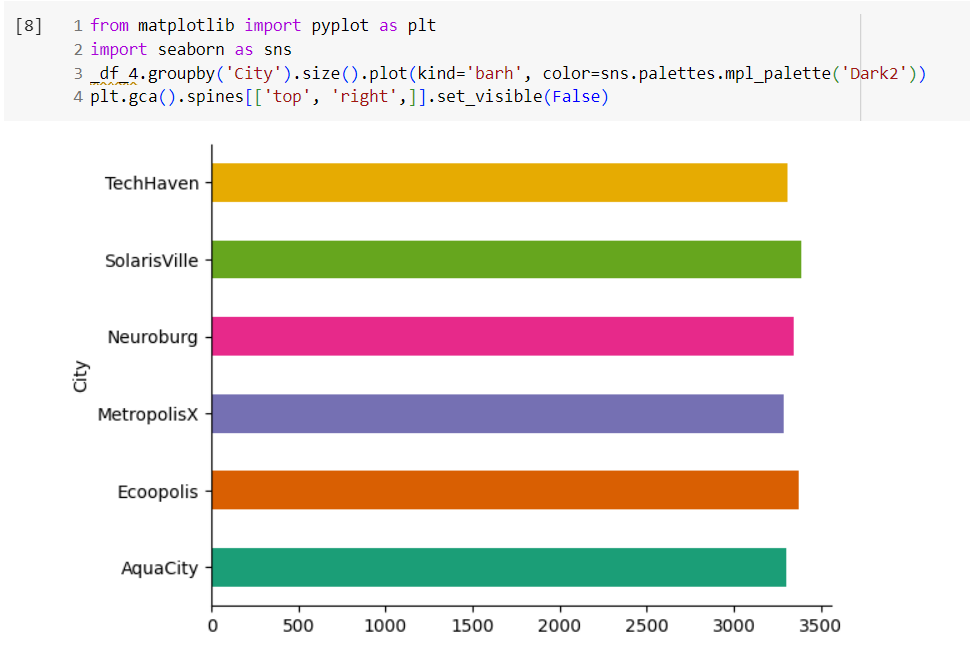 [8] 1 from matplotlib import pyplot as plt
2 import seaborn as sns
3 _df_4.groupby('City').size().plot(kind='barh', color=sns.palettes.mpl_palette('Dark2'))
4 plt.gca().spines[['top', 'right',]].set_visible(False)
TechHaven
SolarisVille
Neuroburg
City
MetropolisX
Ecoopolis
AquaCity
0 500 1000 1500 2000 2500 3000 3500